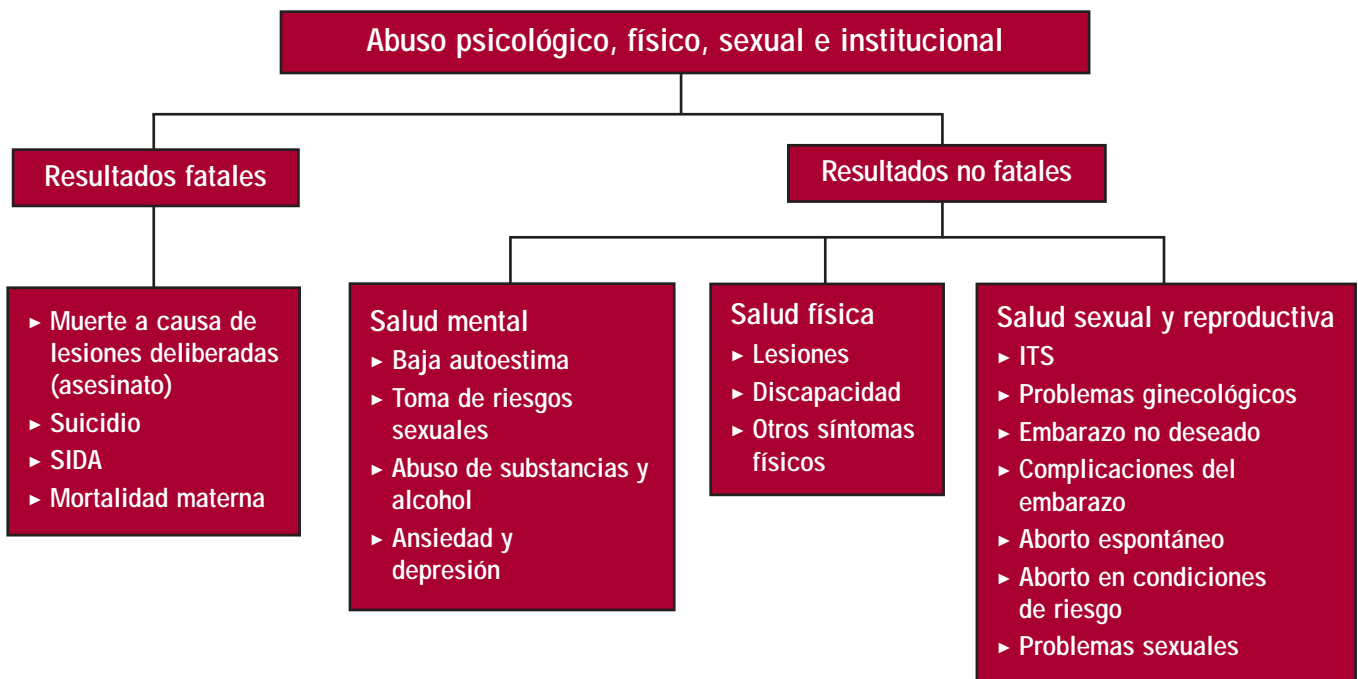 Abuso psicológico, físico, sexual e institucional
Resultados fatales
Resultados no fatales
► Muerte a causa de
lesiones deliberadas
(asesinato)
► Suicidio
► SIDA
► Mortalidad materna
Salud mental
► Baja autoestima
► Toma de riesgos
sexuales
► Abuso de substancias y
alcohol
► Ansiedad y
depresión
Salud física
► Lesiones
► Discapacidad
► Otros síntomas
físicos
Salud sexual y reproductiva
► ITS
► Problemas ginecológicos
► Embarazo no deseado
► Complicaciones del
embarazo
► Aborto espontáneo
► Aborto en condiciones
de riesgo
► Problemas sexuales